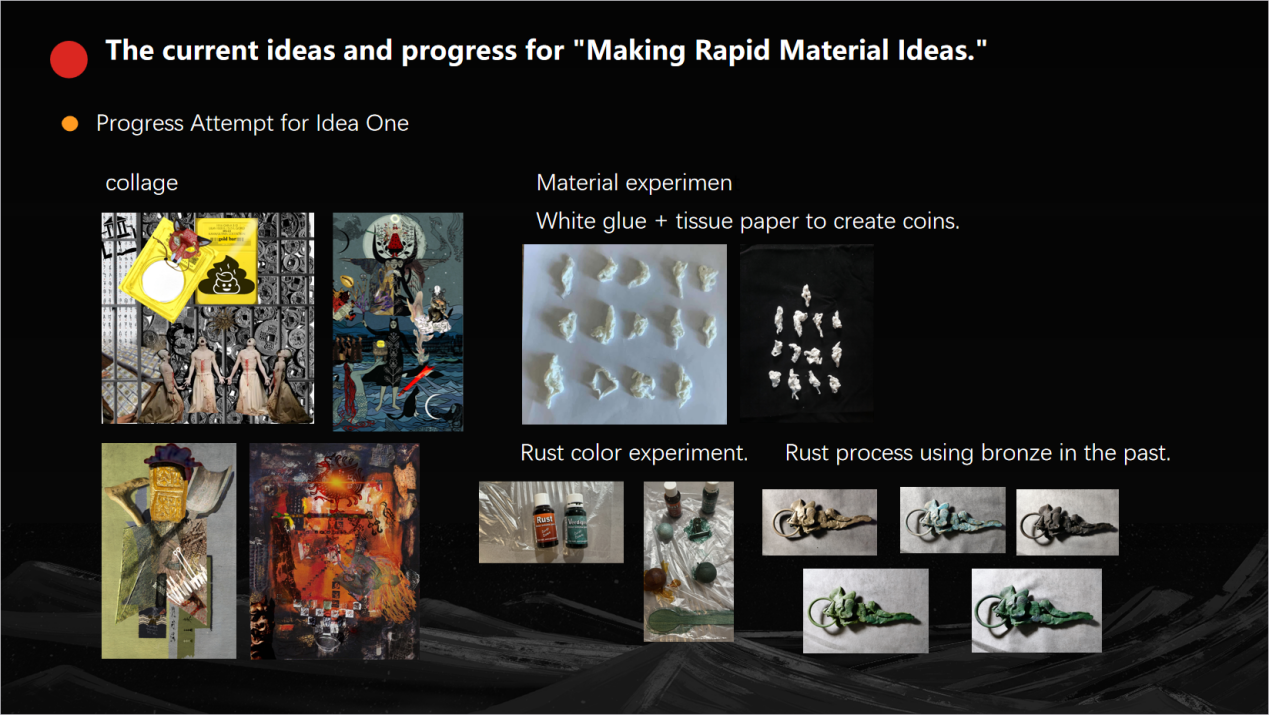 The current ideas and progress for "Making Rapid Material Ideas."
Progress Attempt for Idea One
collage
Material experimen
White glue + tissue paper to create coins.
Rust color experiment.
Rust process using bronze in the past.
Rust